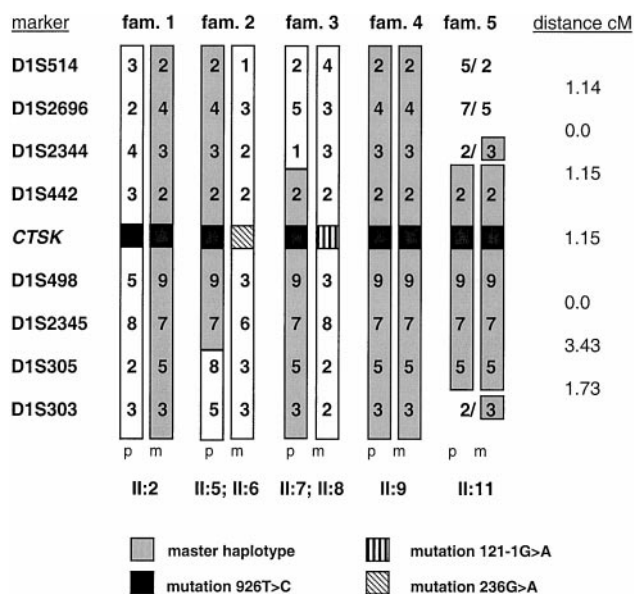 marker fam. 1 fam. 2 fam. 3 fam. 4 fam. 5 distance cM
D1S514 3 2 2 1 2 4 2 2 5/ 2
1.14
D1S2696 2 4 4 3 5 3 4 4 7/ 5
0.0
D1S2344 4 3 3 2 1 3 3 3 2/ 3
1.15
D1S442 3 2 2 2 2 2 2 2 2 2
CTSK 1.15
D1S498 5 9 9 3 9 3 9 9 9 9
0.0
D1S2345 8 7 7 6 7 8 7 7 7 7
3.43
D1S305 2 5 8 3 5 2 5 5 5 5
1.73
D1S303 3 3 5 3 3 2 3 3 2/ 3
p m p m p m p m p m
II:2 II:5; II:6 II:7; II:8 II:9 II:11
master haplotype mutation 121-1G>A
mutation 926T>C mutation 236G>A